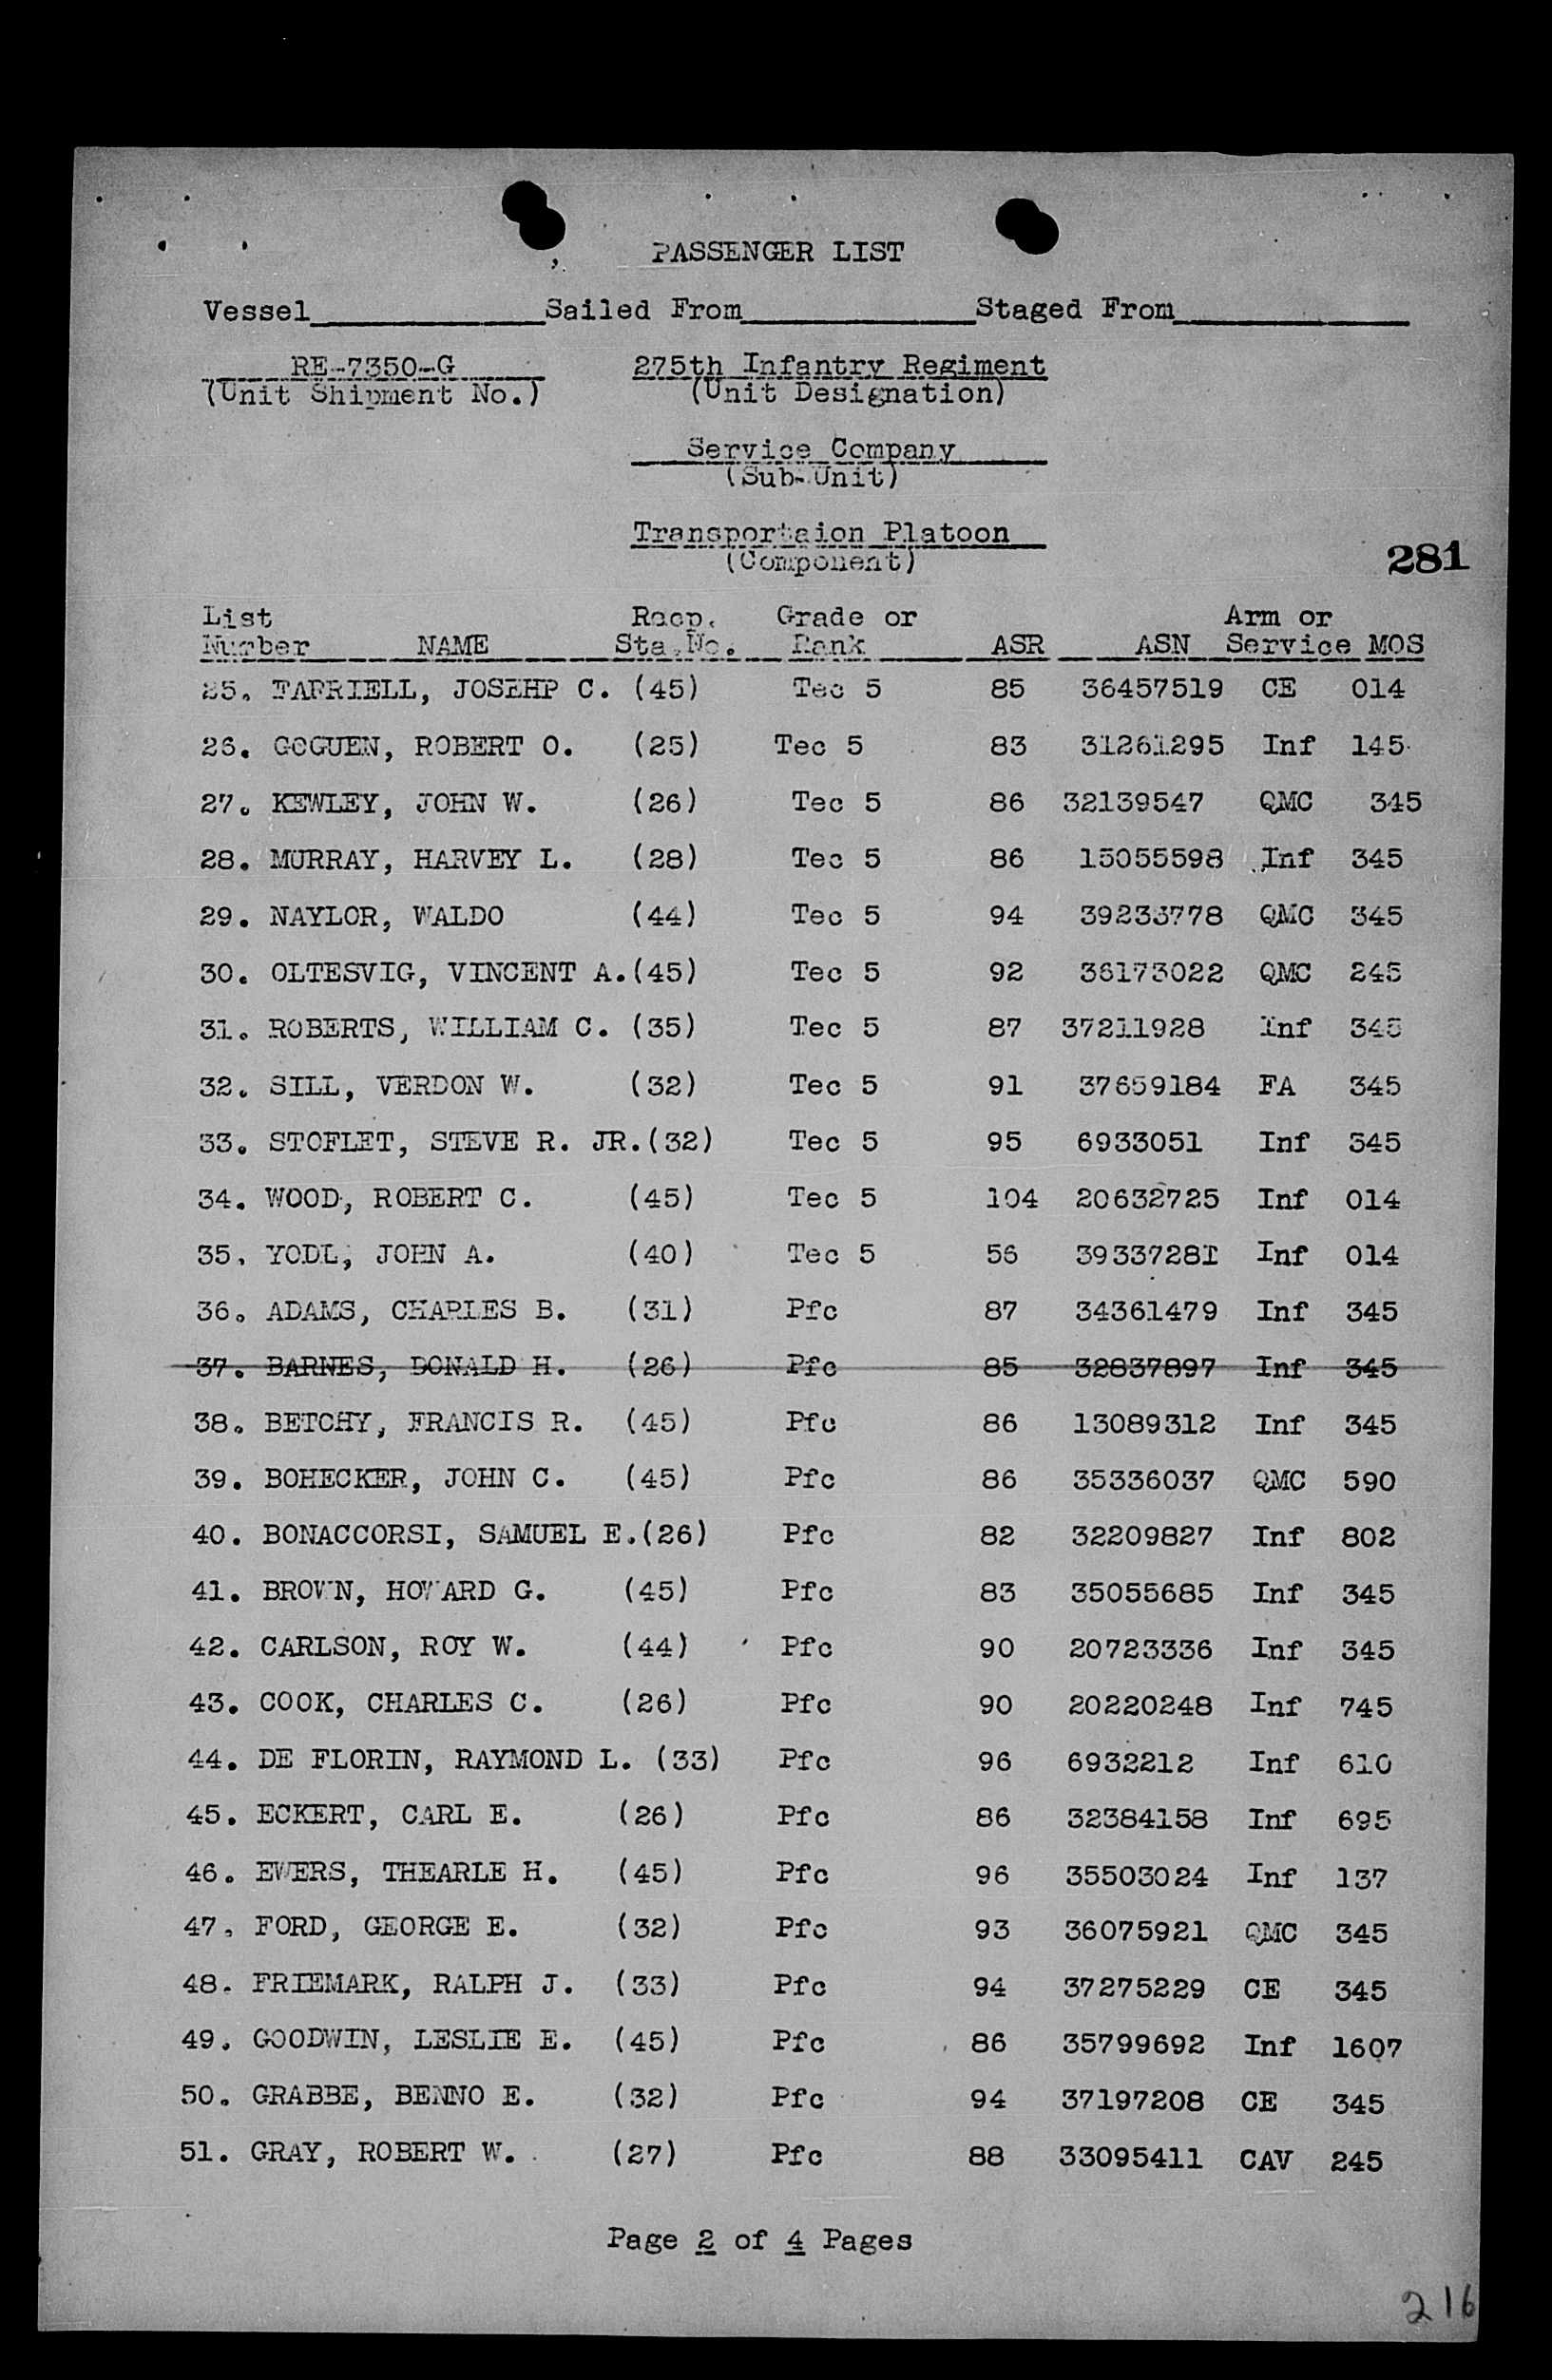 PASSENGER LIST
Vessel____________Sailed From____________Staged From____________
RE-7350-G 275th Infantry Regiment
(Unit Shipment No.) (Unit Designation)
Service Company
(Sub-Unit)
Transportaion Platoon
(Component)
281
List Recp. Grade or Arm or
Number NAME Sta.No. Rank ASR ASN Service MOS
25. JOSEHP C. (45) Tec 5 85 36457519 CE 014
26. GOGUEN, ROBERT O. (25) Tec 5 83 31261295 Inf 145
27. KEWLEY, JOHN W. (26) Tec 5 86 32139547 QMC 345
28. MURRAY, HARVEY L. (28) Tec 5 86 15055598 Inf 345
29. NAYLOR, WALDO (44) Tec 5 94 39233778 QMC 345
30. OLTESVIG, VINCENT A.(45) Tec 5 92 36173022 QMC 245
31. ROBERTS, WILLIAM C. (35) Tec 5 87 37211928 Inf 345
32. SILL, VERDON W. (32) Tec 5 91 37659184 FA 345
33. STOFLET, STEVE R. JR.(32) Tec 5 95 6933051 Inf 345
34. WOOD, ROBERT C. (45) Tec 5 104 20632725 Inf 014
35. YODL, JOHN A. (40) Tec 5 56 3933728I Inf 014
36. ADAMS, CHARLES B. (31) Pfc 87 34361479 Inf 345
37. BARNES, DONALD H. (26) Pfc 85 32837897 Inf 345
38. BETCHY, FRANCIS R. (45) Pfc 86 13089312 Inf 345
39. BOHECKER, JOHN C. (45) Pfc 86 35336037 QMC 590
40. BONACCORSI, SAMUEL E.(26) Pfc 82 32209827 Inf 802
41. BROWN, HOWARD G. (45) Pfc 83 35055685 Inf 345
42. CARLSON, ROY W. (44) Pfc 90 20723336 Inf 345
43. COOK, CHARLES C. (26) Pfc 90 20220248 Inf 745
44. DE FLORIN, RAYMOND L. (33) Pfc 96 6932212 Inf 610
45. ECKERT, CARL E. (26) Pfc 86 32384158 Inf 695
46. EWERS, THEARLE H. (45) Pfc 96 35503024 Inf 137
47. FORD, GEORGE E. (32) Pfc 93 36075921 QMC 345
48. FRIEMARK, RALPH J. (33) Pfc 94 37275229 CE 345
49. GOODWIN, LESLIE E. (45) Pfc 86 35799692 Inf 1607
50. GRABBE, BENNO E. (32) Pfc 94 37197208 CE 345
51. GRAY, ROBERT W. (27) Pfc 88 33095411 CAV 245
Page 2 of 4 Pages
216